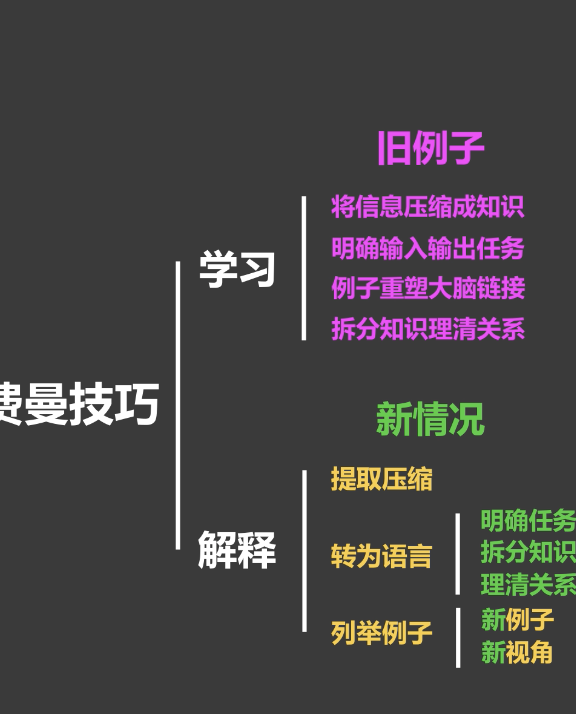 旧例子
将信息压缩成知识
明确输入输出任务
学习
例子重塑大脑链接
拆分知识理清关系
费曼技巧
新情况
提取压缩
明确任务
解释
转为语言
拆分知识
理清关系
列举例子
新例子
新视角